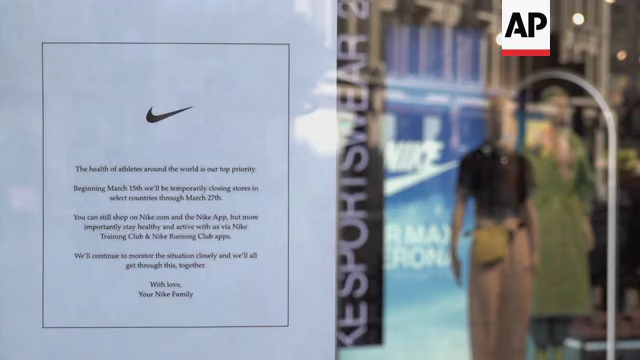 The health of athletes around the world is our top priority.
Beginning March 15th we'll be temporarily closing stores in
select countries through March 27th.
You can still shop on Nike.com and the Nike App, but more
importantly stay healthy and active with us via Nike
Training Club & Nike Running Club apps.
We'll continue to monitor the situation closely and we'll all
get through this, together.
With love,
Your Nike Family
KE SPORTSWEAR 2
NIKE
R MAX
ERONA
AP